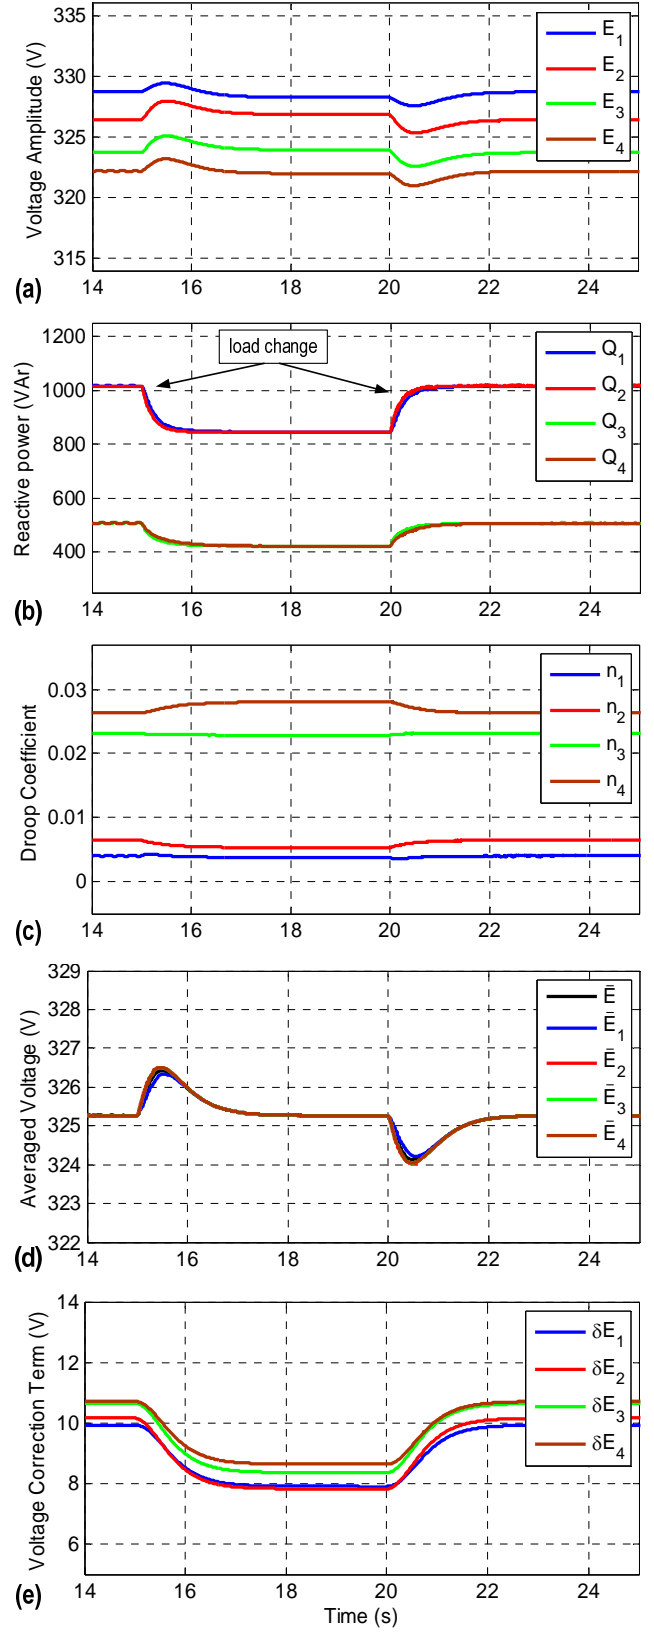 335
330
325
320
315
Voltage Amplitude (V)
E1
E2
E3
E4
14 16 18 20 22 24
(a)
1200
1000
800
600
400
Reactive power (VAr)
load change
Q1
Q2
Q3
Q4
14 16 18 20 22 24
(b)
0.03
0.02
0.01
0
Droop Coefficient
n1
n2
n3
n4
14 16 18 20 22 24
(c)
329
328
327
326
325
324
323
322
Averaged Voltage (V)
Ē
Ē1
Ē2
Ē3
Ē4
14 16 18 20 22 24
(d)
14
12
10
8
6
Voltage Correction Term (V)
δE1
δE2
δE3
δE4
14 16 18 20 22 24
(e)
Time (s)